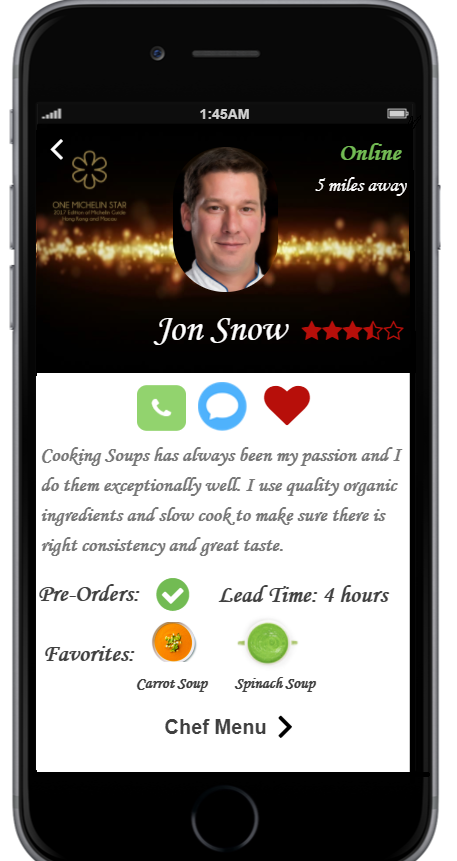 1:45AM
Online
5 miles away
ONE MICHELIN STAR
2017 Edition of Michelin Guide
Hong Kong and Macau
Jon Snow
Cooking Soups has always been my passion and I
do them exceptionally well. I use quality organic
ingredients and slow cook to make sure there is
right consistency and great taste.
Pre-Orders: Lead Time: 4 hours
Favorites:
Carrot Soup Spinach Soup
Chef Menu